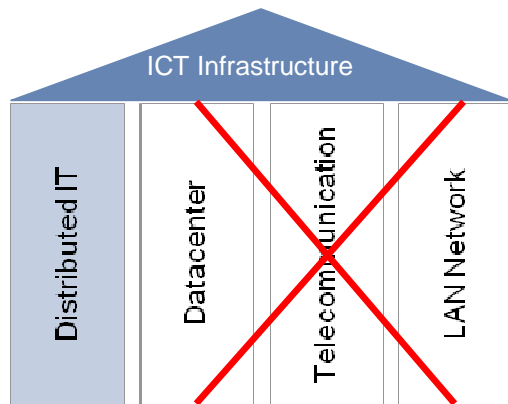 ICT Infrastructure
Distributed IT
Datacenter
Telecommunication
LAN Network